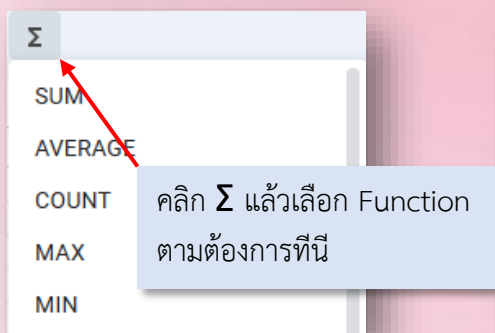 Σ
SUM
AVERAGE
COUNT
MAX
MIN
คลิก Σ แล้วเลือก Function
ตามต้องการทีนี